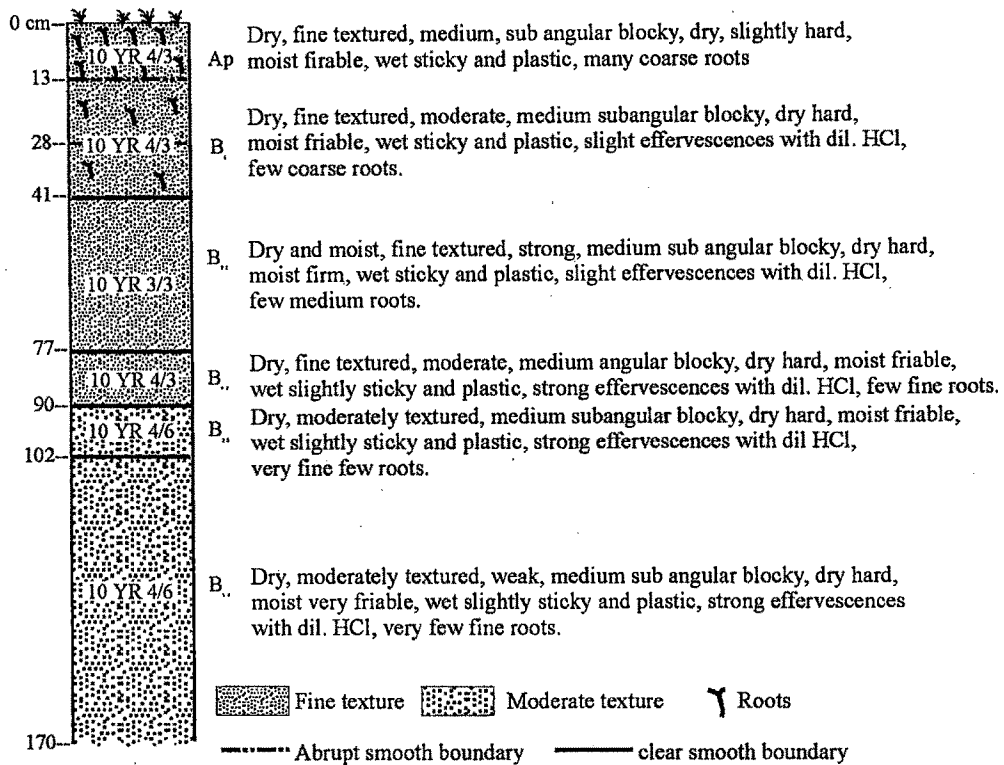 0 cm
10 YR 4/3
Ap
Dry, fine textured, medium, sub angular blocky, dry, slightly hard,
moist firable, wet sticky and plastic, many coarse roots
13
28
10 YR 4/3
B
Dry, fine textured, moderate, medium subangular blocky, dry hard,
moist friable, wet sticky and plastic, slight effervescences with dil. HCl,
few coarse roots.
41
10 YR 3/3
B
Dry and moist, fine textured, strong, medium sub angular blocky, dry hard,
moist firm, wet sticky and plastic, slight effervescences with dil. HCl,
few medium roots.
77
10 YR 4/3
B
Dry, fine textured, moderate, medium angular blocky, dry hard, moist friable,
wet slightly sticky and plastic, strong effervescences with dil. HCl, few fine roots.
90
10 YR 4/6
B
Dry, moderately textured, medium subangular blocky, dry hard, moist friable,
wet slightly sticky and plastic, strong effervescences with dil HCl,
very fine few roots.
102
10 YR 4/6
B
Dry, moderately textured, weak, medium sub angular blocky, dry hard,
moist very friable, wet slightly sticky and plastic, strong effervescences
with dil. HCl, very few fine roots.
170
Fine texture
Moderate texture
Roots
Abrupt smooth boundary
clear smooth boundary